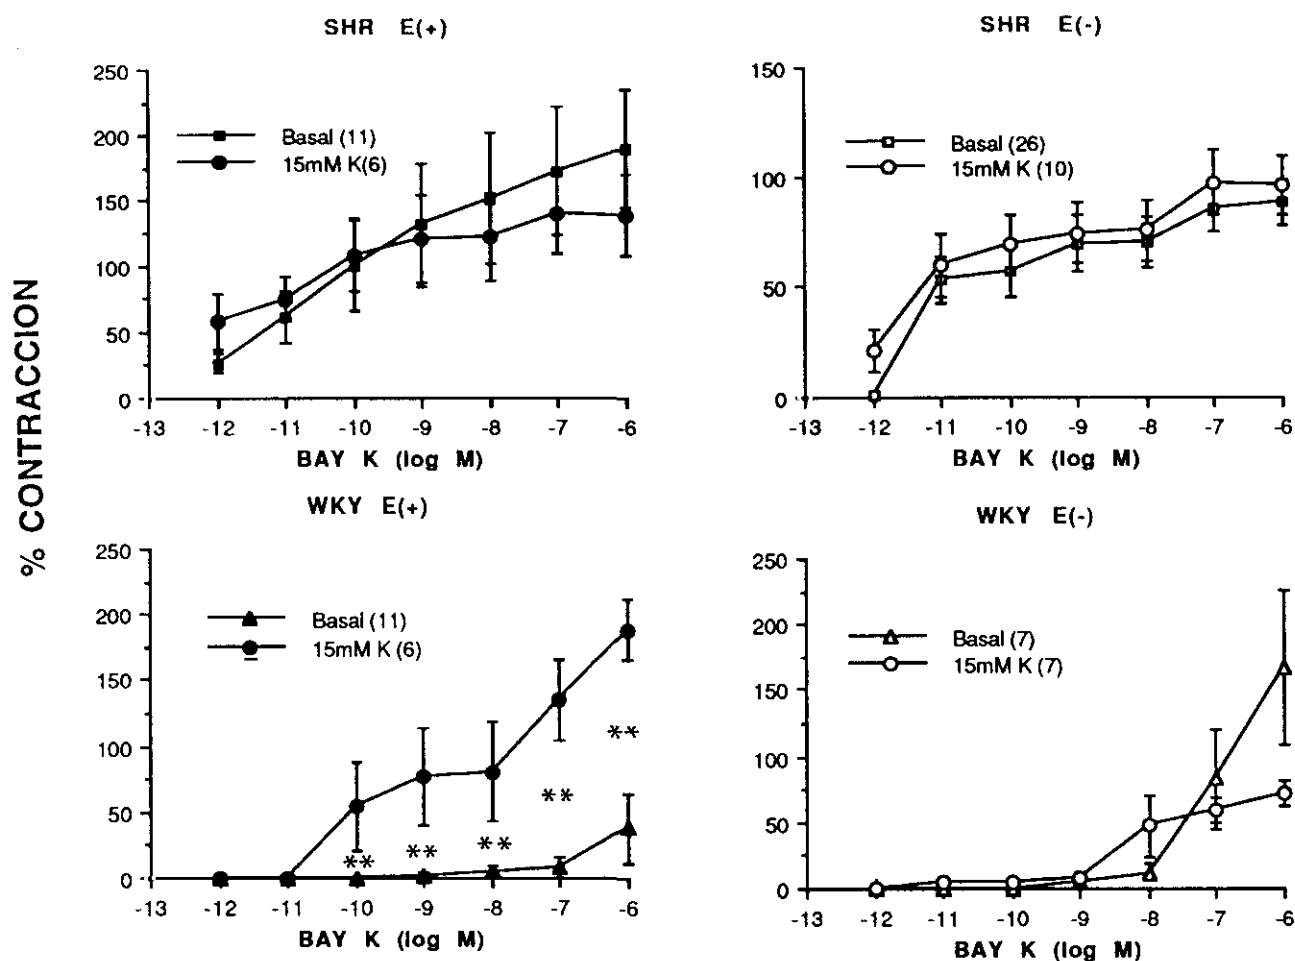 SHR E(+)
250
200
150
100
50
0
Basal (11)
15mM K(6)
-13 -12 -11 -10 -9 -8 -7 -6
BAY K (log M)
SHR E(-)
150
100
50
0
Basal (26)
15mM K (10)
-13 -12 -11 -10 -9 -8 -7 -6
BAY K (log M)
% CONTRACCION
WKY E(+)
250
200
150
100
50
0
Basal (11)
15mM K (6)
** ** ** ** **
-13 -12 -11 -10 -9 -8 -7 -6
BAY K (log M)
WKY E(-)
250
200
150
100
50
0
Basal (7)
15mM K (7)
-13 -12 -11 -10 -9 -8 -7 -6
BAY K (log M)